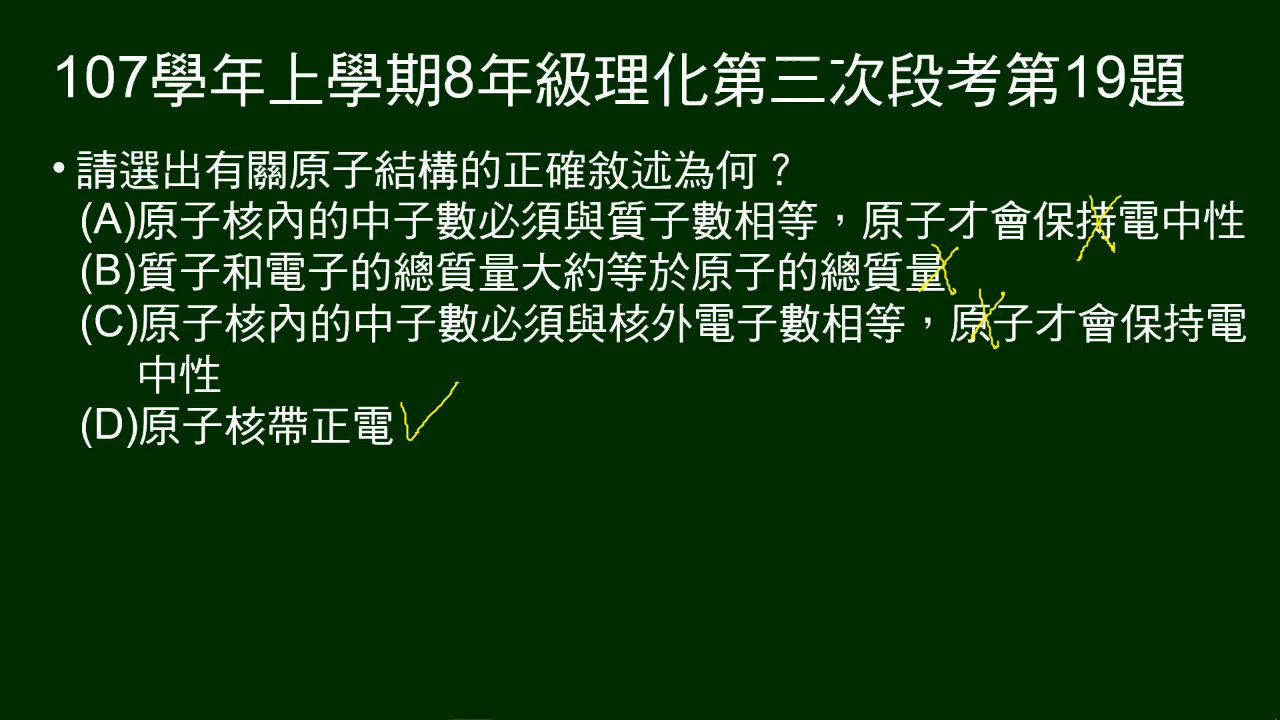 107學年上學期8年級理化第三次段考第19題
•請選出有關原子結構的正確敘述為何？
(A)原子核內的中子數必須與質子數相等，原子才會保持電中性
(B)質子和電子的總質量大約等於原子的總質量
(C)原子核內的中子數必須與核外電子數相等，原子才會保持電
中性
(D)原子核帶正電